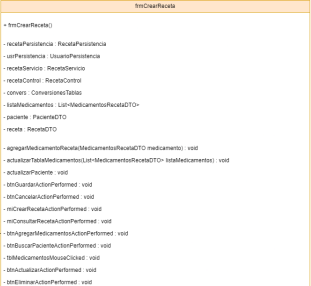 frmCrearReceta
+ frmCrearReceta()
- recetaPersistencia : RecetaPersistencia
- usrPersistencia : UsuarioPersistencia
- recetaServicio : RecetaServicio
- recetaControl : RecetaControl
- convers : ConversionesTablas
- listaMedicamentos : List<MedicamentosRecetaDTO>
- paciente : PacienteDTO
- receta : RecetaDTO
- agregarMedicamentoReceta(MedicamentosRecetaDTO medicamento) : void
- actualizarTablaMedicamentos(List<MedicamentosRecetaDTO> listaMedicamentos) : void
- actualizarPaciente : void
- btnGuardarActionPerformed : void
- btnCancelarActionPerformed : void
- miCrearRecetaActionPerformed : void
- miConsultarRecetaActionPerformed : void
- btnAgregarMedicamentosActionPerformed : void
- btnBuscarPacienteActionPerformed : void
- tblMedicamentosMouseClicked : void
- btnActualizarActionPerformed : void
- btnEliminarActionPerformed : void